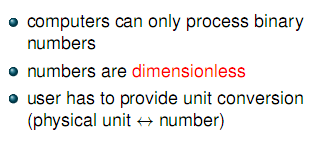 computers can only process binary
numbers
numbers are dimensionless
user has to provide unit conversion
(physical unit ↔ number)